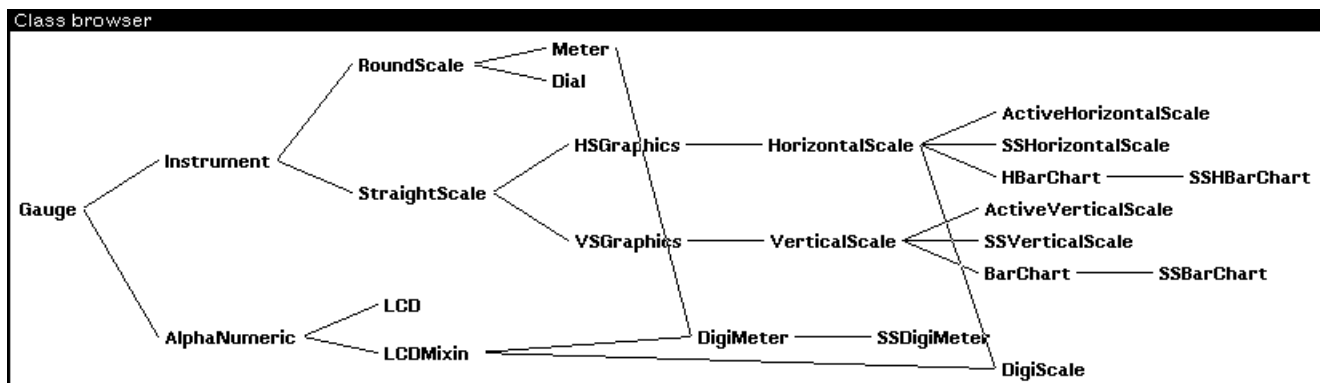 Class browser
Meter
RoundScale
Dial
ActiveHorizontalScale
HSGraphics HorizontalScale SSHorizontalScale
Instrument
HBarChart SSHBarChart
StraightScale
Gauge
ActiveVerticalScale
VSGraphics VerticalScale SSVerticalScale
BarChart SSBarChart
LCD
AlphaNumeric DigiMeter SSDigiMeter
LCDMixin
DigiScale